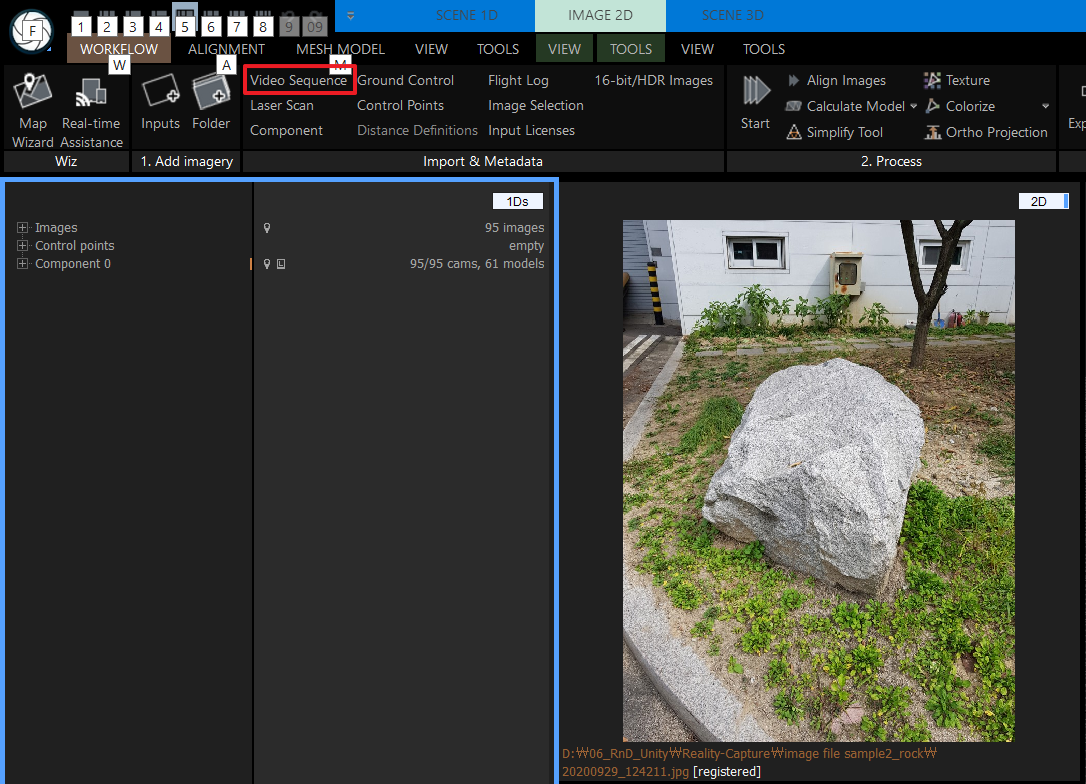 F
1 2 3 4 5 6 7 8 9 09
SCENE 1D IMAGE 2D SCENE 3D
WORKFLOW ALIGNMENT MESH MODEL VIEW TOOLS VIEW TOOLS VIEW TOOLS
W A M
Video Sequence Ground Control Flight Log 16-bit/HDR Images
Laser Scan Control Points Image Selection
Component Distance Definitions Input Licenses
Map Wizard
Real-time Assistance
Inputs Folder
Start
Align Images Texture
Calculate Model Colorize
Simplify Tool Ortho Projection
Wiz 1. Add imagery Import & Metadata 2. Process
1Ds 2D
Images 95 images
Control points empty
Component 0 95/95 cams, 61 models
D:₩06_RnD_Unity₩Reality-Capture₩image file sample2_rock₩
20200929_124211.jpg [registered]